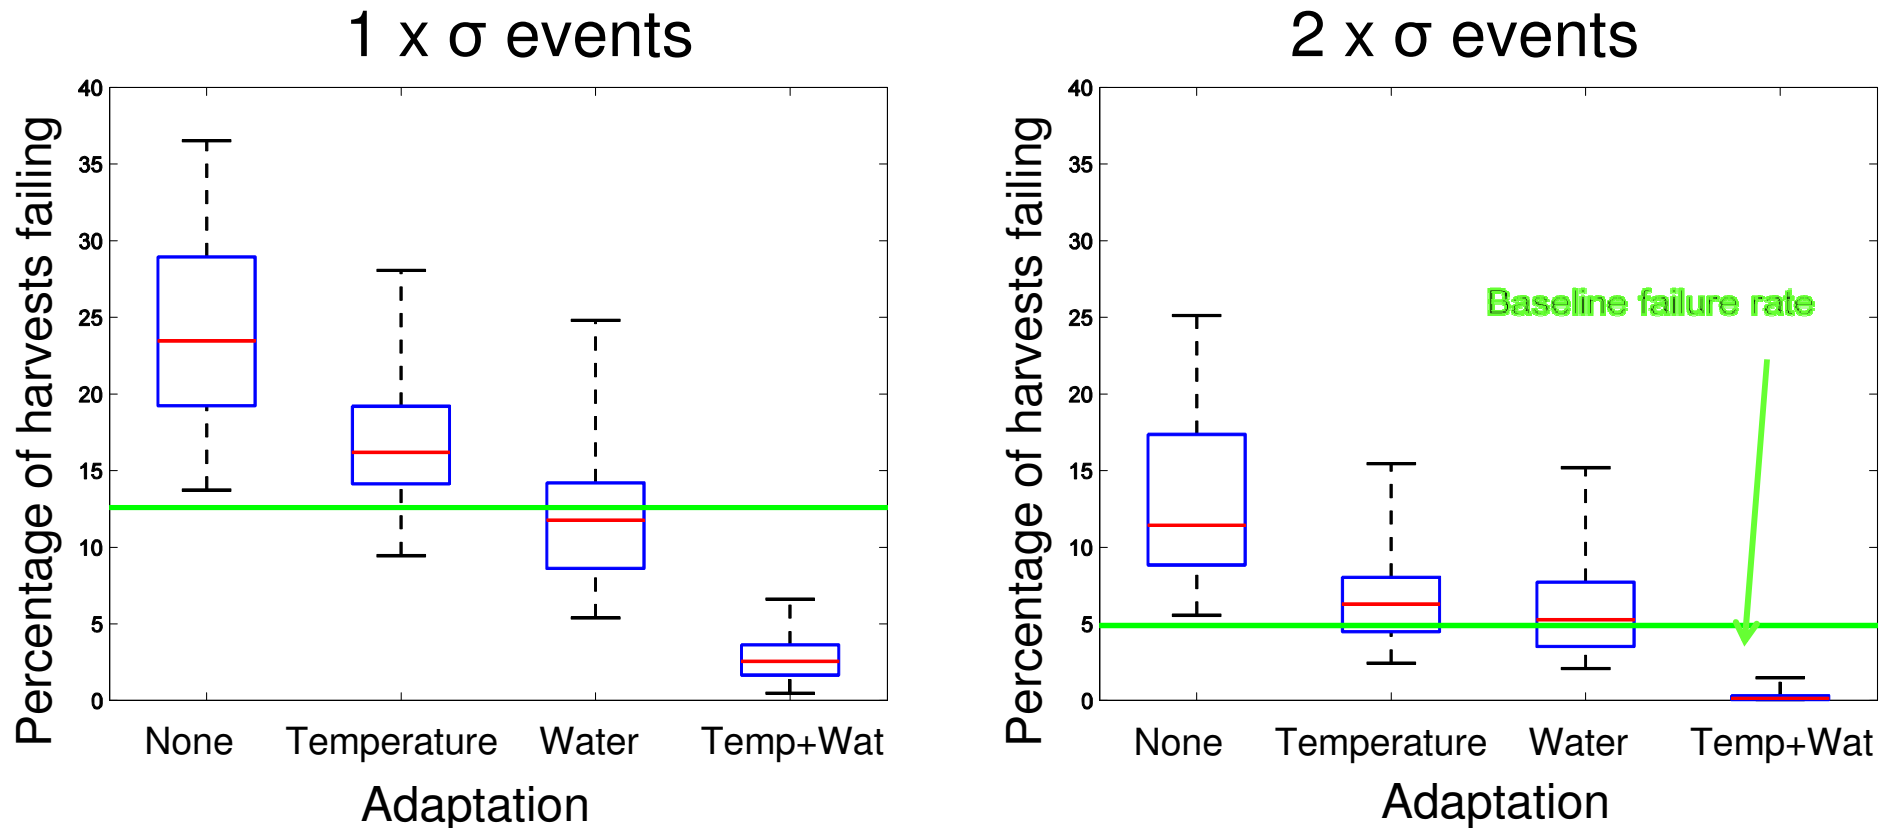 1 x σ events
Percentage of harvests failing
40
35
30
25
20
15
10
5
0
None Temperature Water Temp+Wat
Adaptation
2 x σ events
Percentage of harvests failing
40
35
30
25
20
15
10
5
0
Baseline failure rate
None Temperature Water Temp+Wat
Adaptation